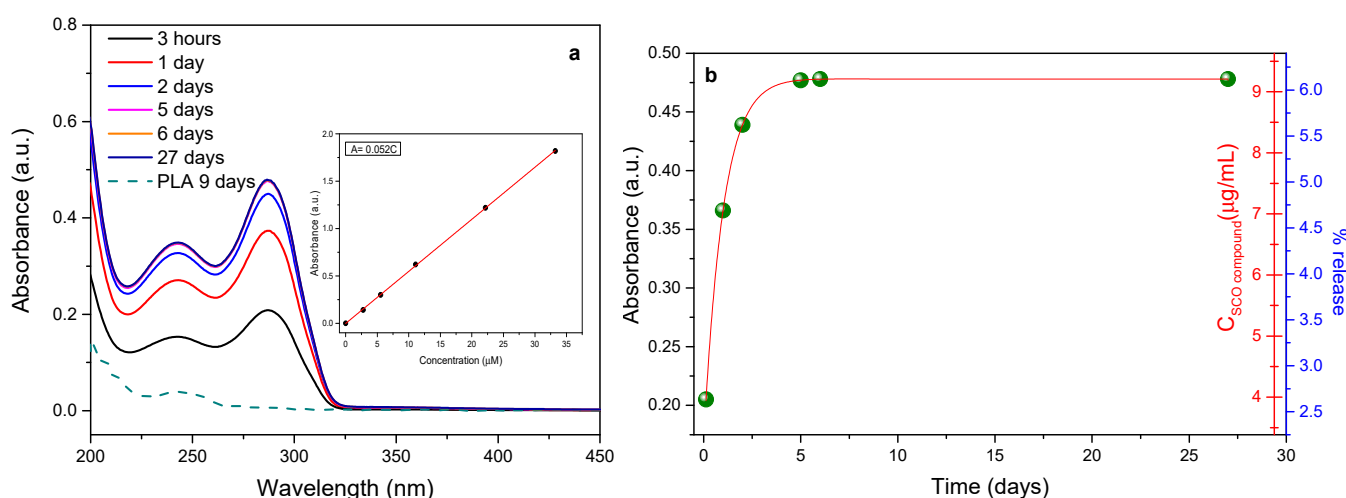 a
3 hours
1 day
2 days
5 days
6 days
27 days
PLA 9 days
Absorbance (a.u.)
0.8
0.6
0.4
0.2
0.0
200 250 300 350 400 450
Wavelength (nm)
A= 0.052C
Absorbance (a.u.)
2.0
1.5
1.0
0.5
0.0
0 5 10 15 20 25 30 35
Concentration (μM)
b
Absorbance (a.u.)
0.50
0.45
0.40
0.35
0.30
0.25
0.20
0 5 10 15 20 25 30
Time (days)
C_SCO compound (μg/mL)
9
8
7
6
5
4
% release
6.0
5.5
5.0
4.5
4.0
3.5
3.0
2.5